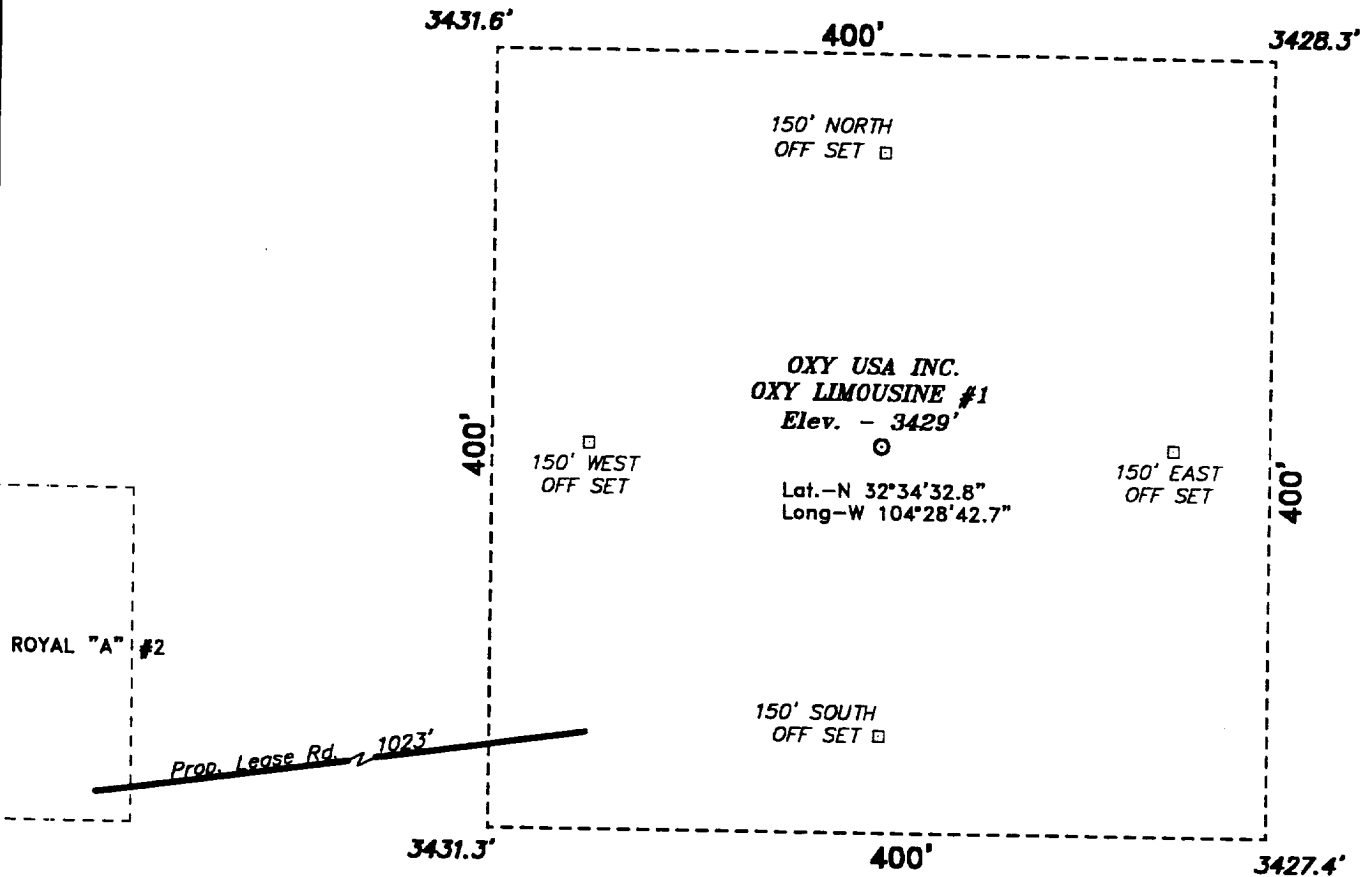 3431.6'
400'
3428.3'
150' NORTH
OFF SET
OXY USA INC.
OXY LIMOUSINE #1
Elev. - 3429'
400'
150' WEST
OFF SET
150' EAST
OFF SET
400'
Lat.-N 32°34'32.8"
Long-W 104°28'42.7"
ROYAL "A" #2
150' SOUTH
OFF SET
Prop. Lease Rd. 1023'
3431.3'
400'
3427.4'